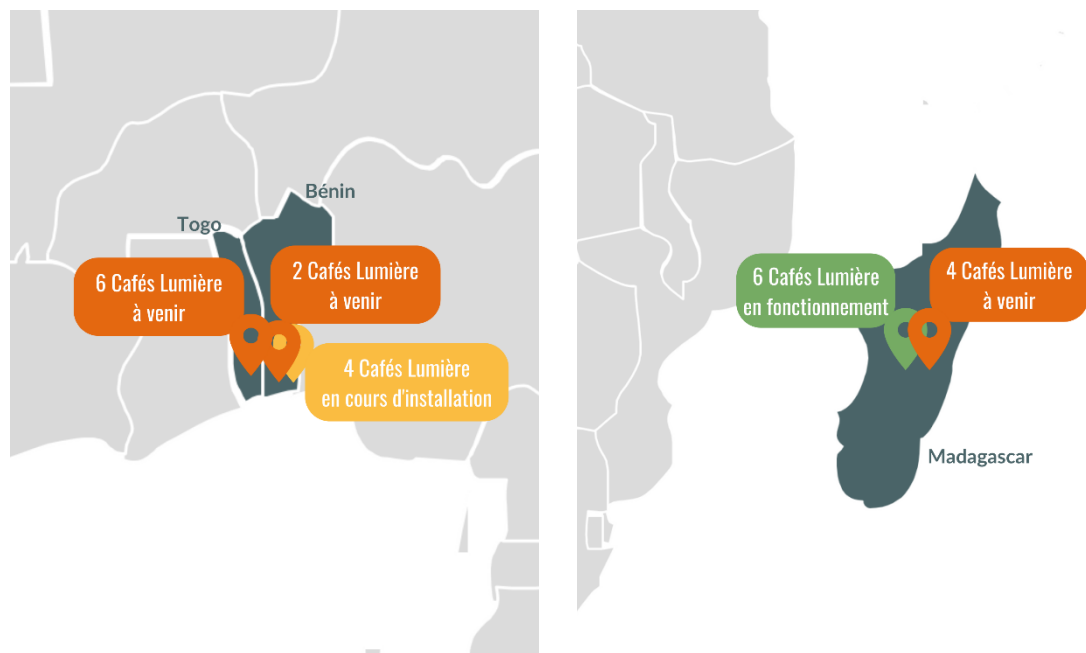 Bénin
Togo
6 Cafés Lumière
à venir
2 Cafés Lumière
à venir
4 Cafés Lumière
en cours d'installation
6 Cafés Lumière
en fonctionnement
4 Cafés Lumière
à venir
Madagascar